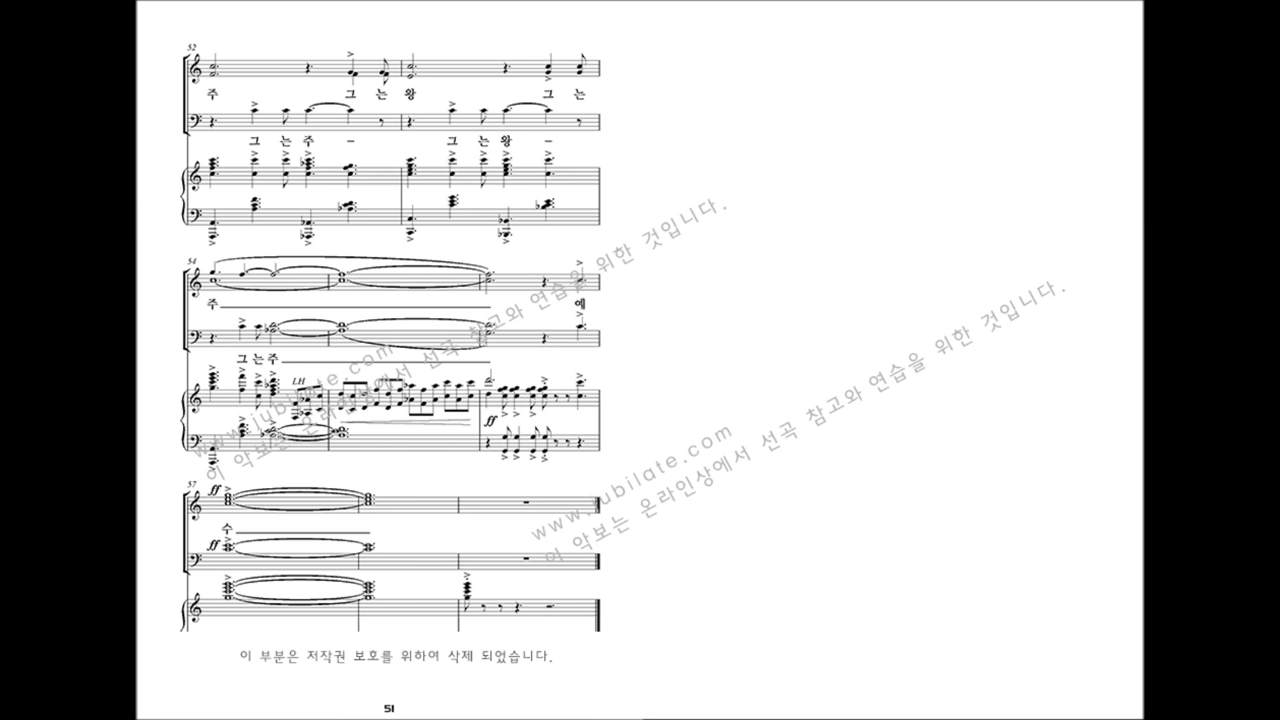 52
주 그 는 왕 그 는
그 는 주 - 그 는 왕 -
54
주 예
그 는 주
LH
ff
57
ff
수
ff
www.jubilate.com
이 악보는 온라인상에서 선곡 참고와 연습을 위한 것입니다.
www.jubilate.com
이 악보는 온라인상에서 선곡 참고와 연습을 위한 것입니다.
이 부분은 저작권 보호를 위하여 삭제 되었습니다.
51